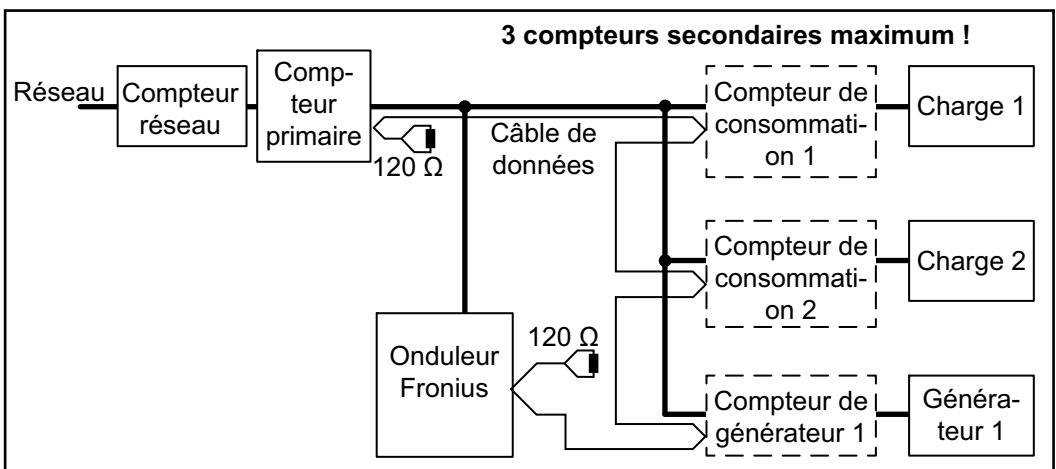 3 compteurs secondaires maximum !
Réseau
Compteur
réseau
Comp-
teur
primaire
120 Ω
Câble de
données
Compteur de
consommati-
on 1
Charge 1
Compteur de
consommati-
on 2
Charge 2
Onduleur
Fronius
120 Ω
Compteur de
générateur 1
Généra-
teur 1